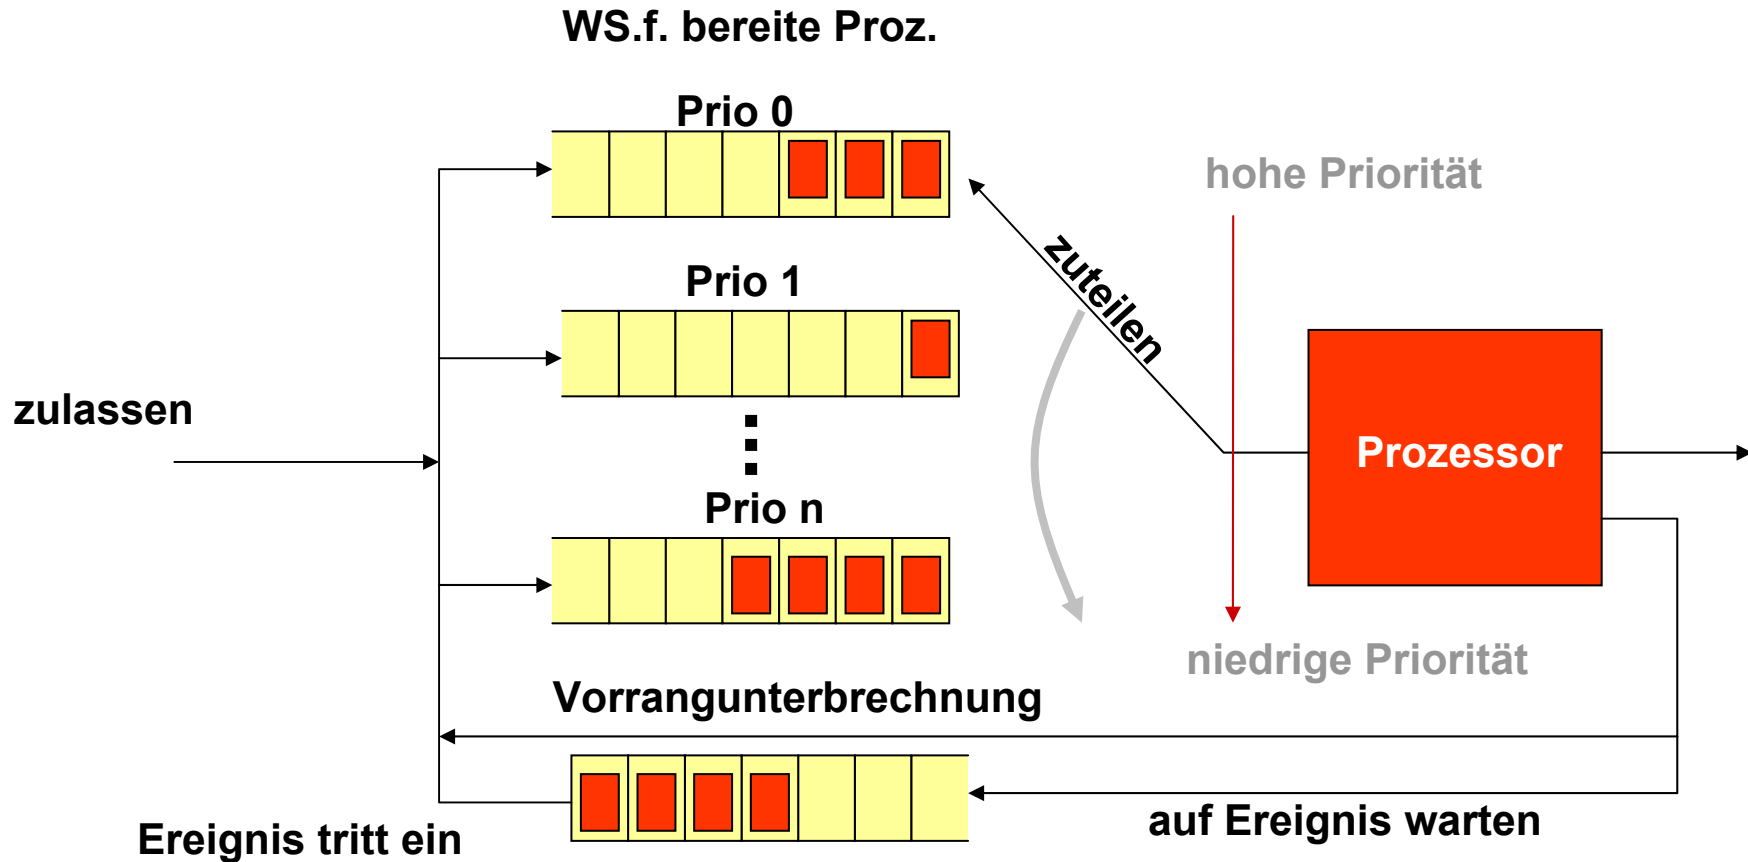 WS.f. bereite Proz.
Prio 0
hohe Priorität
zuteilen
Prio 1
zulassen
Prozessor
Prio n
niedrige Priorität
Vorrangunterbrechnung
auf Ereignis warten
Ereignis tritt ein